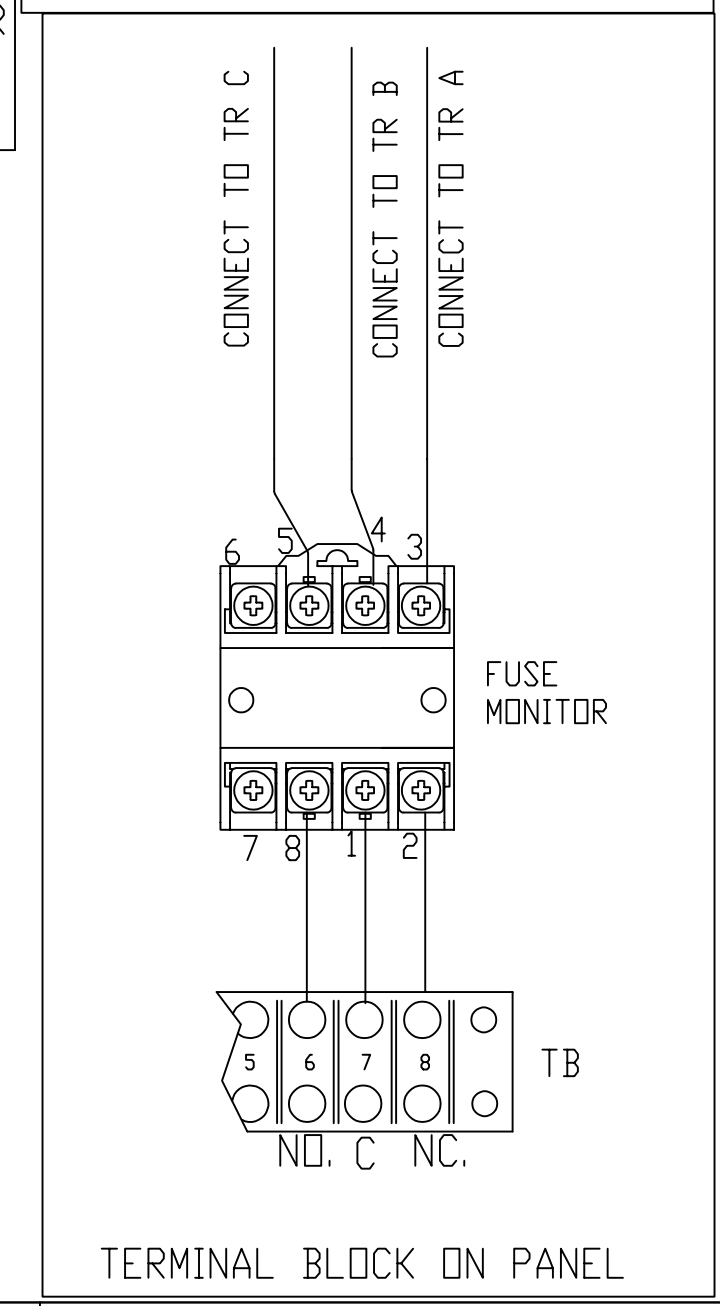 CONNECT TO TR C
CONNECT TO TR B
CONNECT TO TR A
6 5 4 3
FUSE
MONITOR
7 8 1 2
5 6 7 8
TB
NO. C NC.
TERMINAL BLOCK ON PANEL